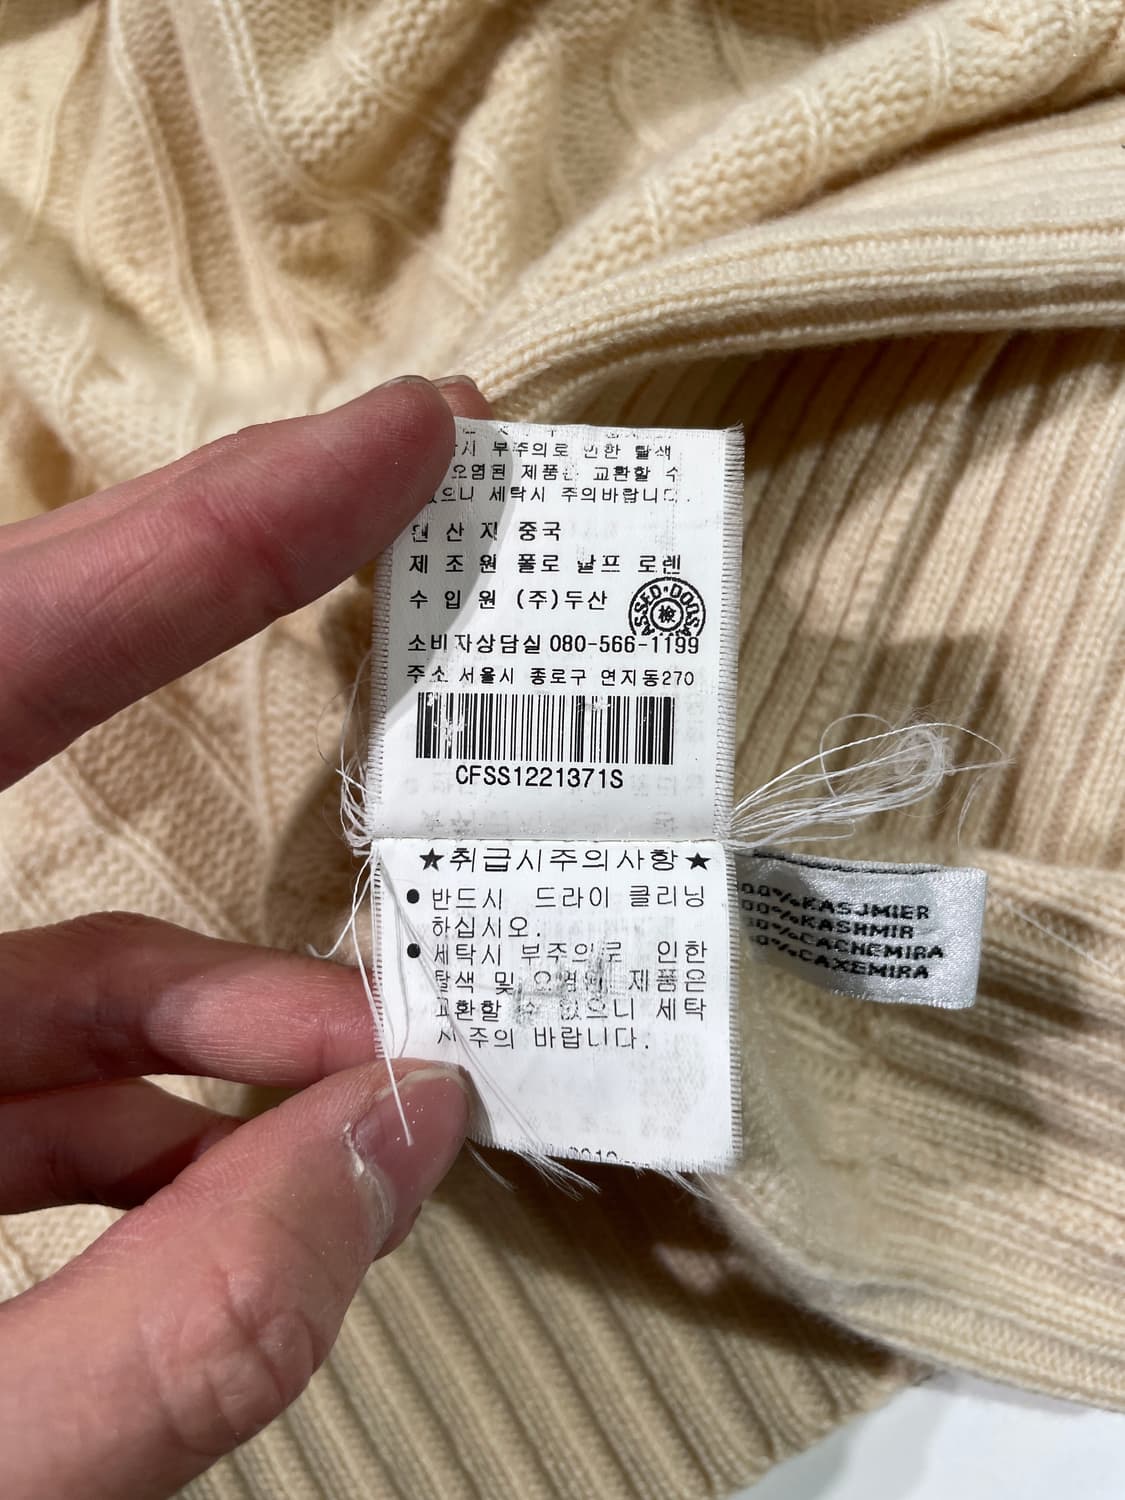 부주의로 인한 탈색
오염된 제품은 교환할 수
세탁시 주의바랍니다.
원 산 지 중국
제 조 원 폴로 랄프 로렌
수 입 원 (주)두산
檢
소비자상담실 080-566-1199
주소 서울시 종로구 연지동270
CFSS1221371S
★취급시주의사항★
● 반드시 드라이 클리닝
하십시오.
● 세탁시 부주의로 인한
탈색 및 오염된 제품은
교환할 수 없으니 세탁
시 주의 바랍니다.
00%KASJMIER
00%KASHMIR
00%CACHEMIRA
00%CAXEMIRA